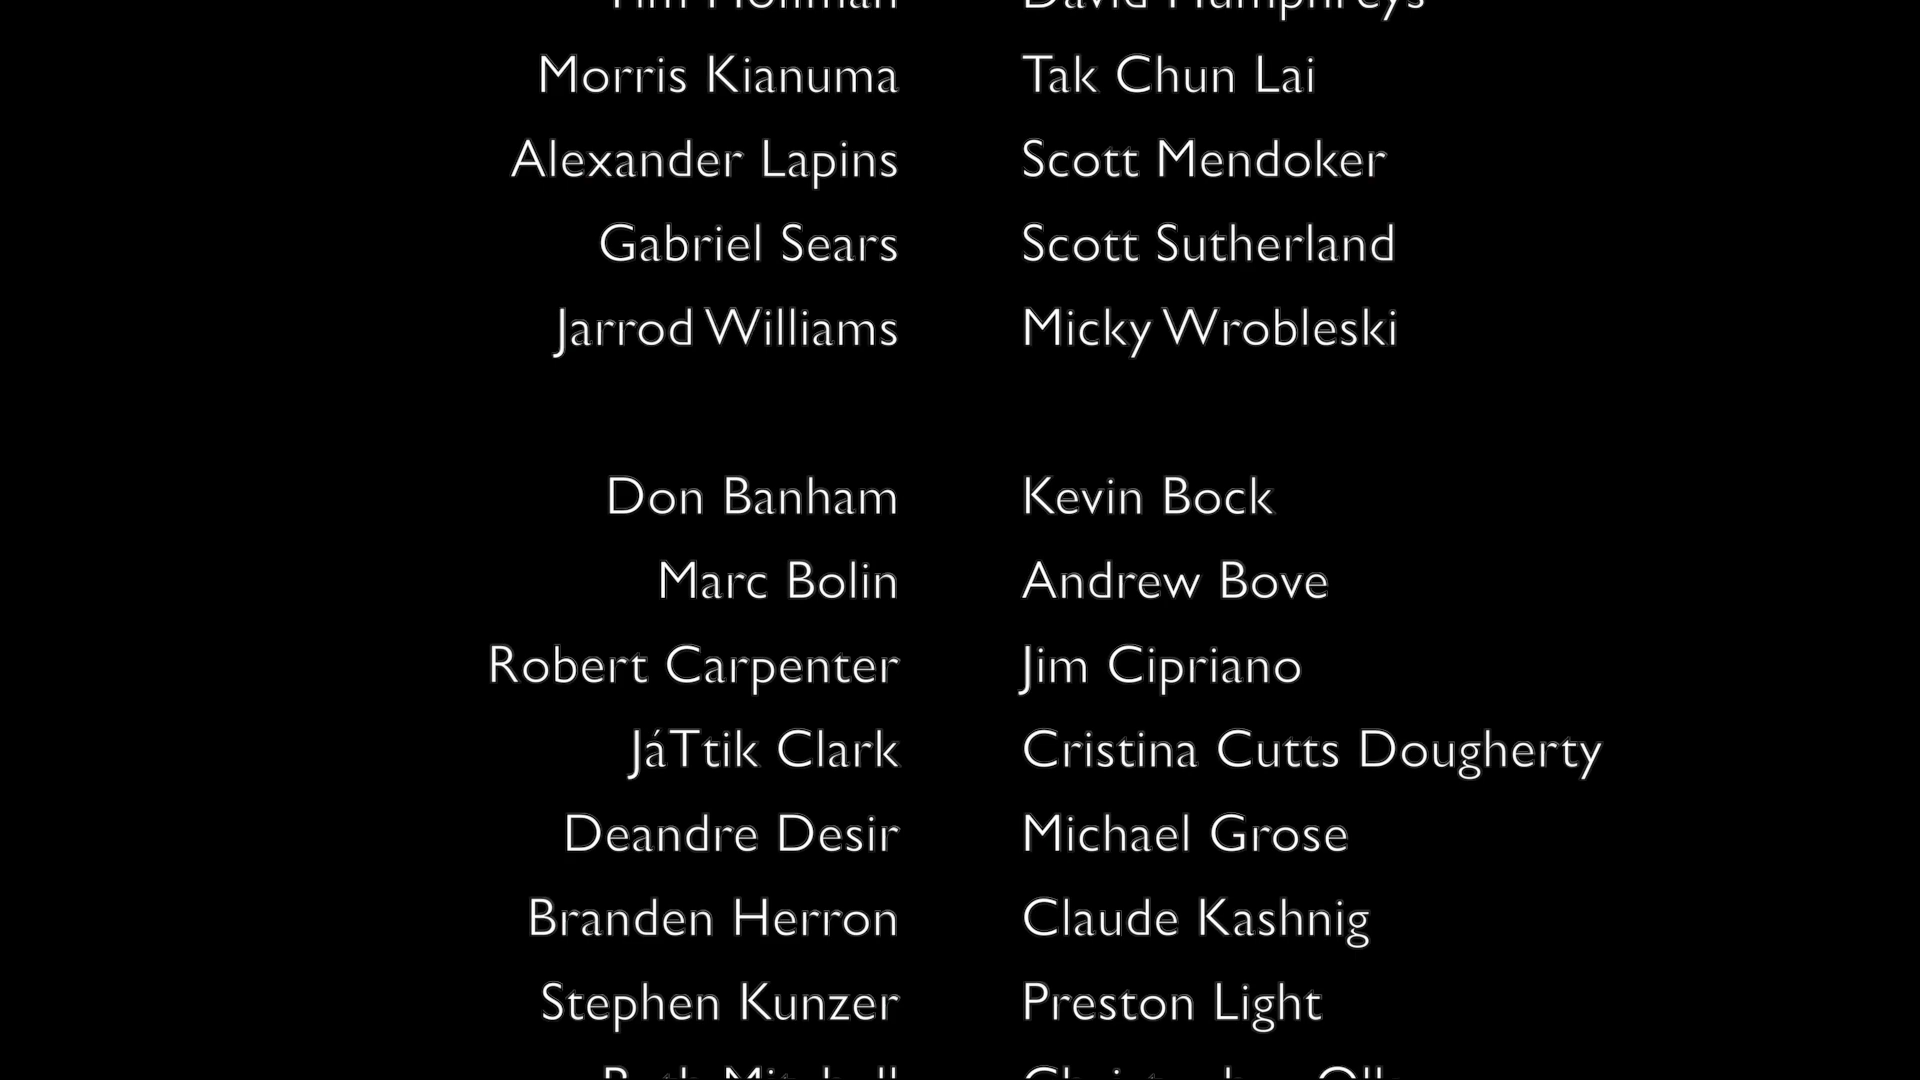 David Humphreys
Morris Kianuma Tak Chun Lai
Alexander Lapins Scott Mendoker
Gabriel Sears Scott Sutherland
Jarrod Williams Micky Wrobleski
Don Banham Kevin Bock
Marc Bolin Andrew Bove
Robert Carpenter Jim Cipriano
JáTtik Clark Cristina Cutts Dougherty
Deandre Desir Michael Grose
Branden Herron Claude Kashnig
Stephen Kunzer Preston Light